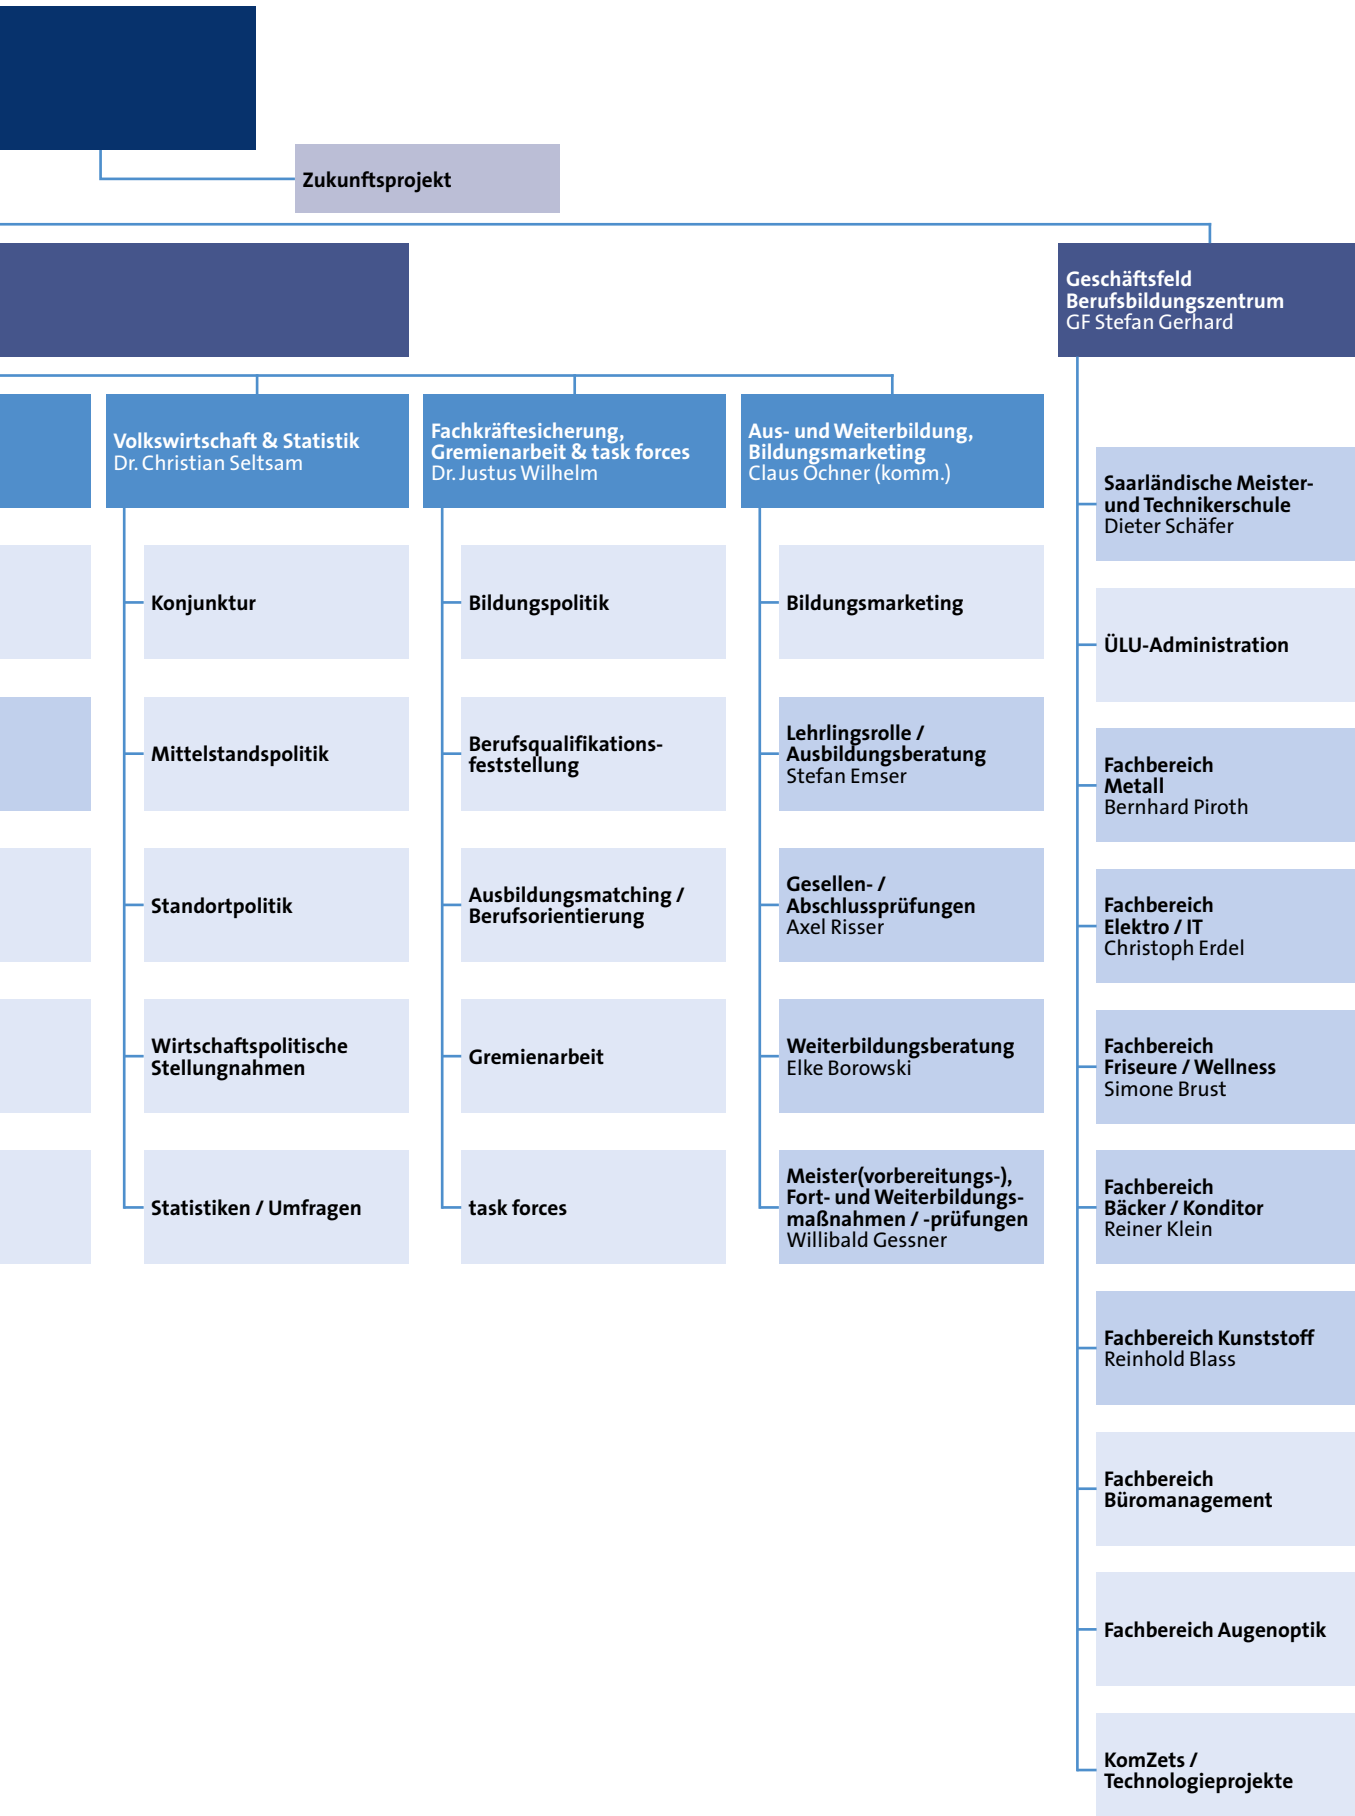 Zukunftsprojekt
Geschäftsfeld
Berufsbildungszentrum
GF Stefan Gerhard
Volkswirtschaft & Statistik
Dr. Christian Seltsam
Fachkräftesicherung,
Gremienarbeit & task forces
Dr. Justus Wilhelm
Aus- und Weiterbildung,
Bildungsmarketing
Claus Ochner (komm.)
Konjunktur
Mittelstandspolitik
Standortpolitik
Wirtschaftspolitische
Stellungnahmen
Statistiken / Umfragen
Bildungspolitik
Berufsqualifikations-
feststellung
Ausbildungsmatching /
Berufsorientierung
Gremienarbeit
task forces
Bildungsmarketing
Lehrlingsrolle /
Ausbildungsberatung
Stefan Emser
Gesellen- /
Abschlussprüfungen
Axel Risser
Weiterbildungsberatung
Elke Borowski
Meister(vorbereitungs-),
Fort- und Weiterbildungs-
maßnahmen / -prüfungen
Willibald Gessner
Saarländische Meister-
und Technikerschule
Dieter Schäfer
ÜLU-Administration
Fachbereich
Metall
Bernhard Piroth
Fachbereich
Elektro / IT
Christoph Erdel
Fachbereich
Friseure / Wellness
Simone Brust
Fachbereich
Bäcker / Konditor
Reiner Klein
Fachbereich Kunststoff
Reinhold Blass
Fachbereich
Büromanagement
Fachbereich Augenoptik
KomZets /
Technologieprojekte